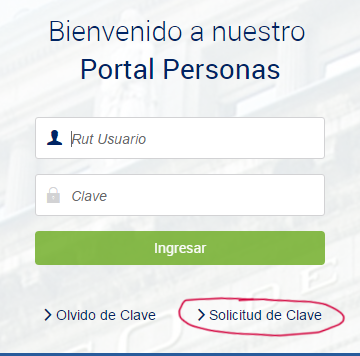 Bienvenido a nuestro
Portal Personas
Rut Usuario
Clave
Ingresar
Olvido de Clave
Solicitud de Clave